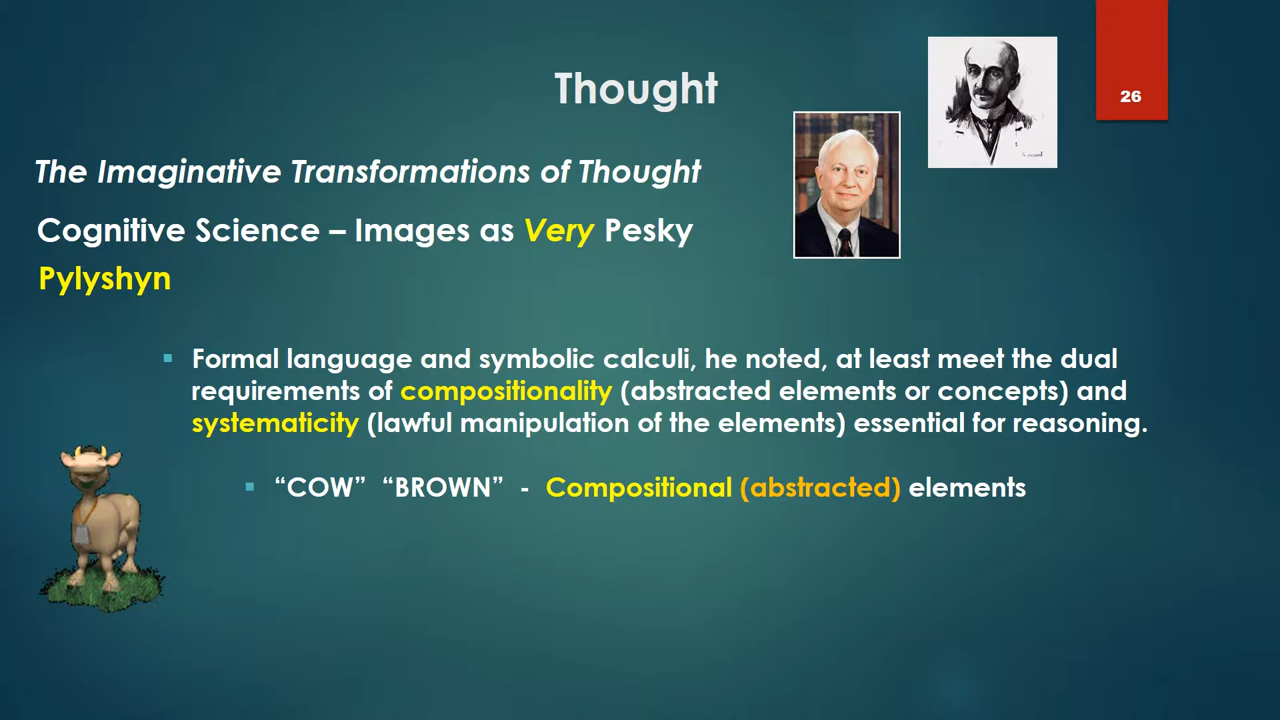 Thought
26
The Imaginative Transformations of Thought
Cognitive Science – Images as Very Pesky
Pylyshyn
▪ Formal language and symbolic calculi, he noted, at least meet the dual
requirements of compositionality (abstracted elements or concepts) and
systematicity (lawful manipulation of the elements) essential for reasoning.
▪ “COW” “BROWN” - Compositional (abstracted) elements